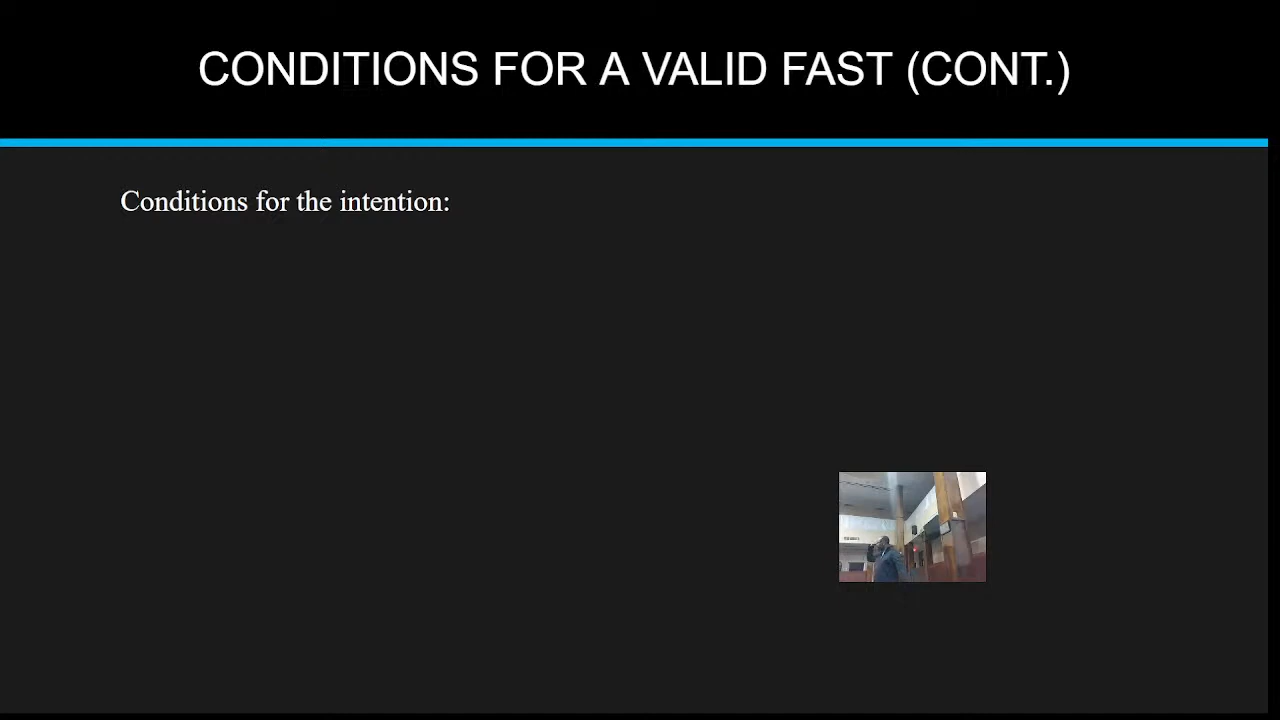 CONDITIONS FOR A VALID FAST (CONT.)
Conditions for the intention: